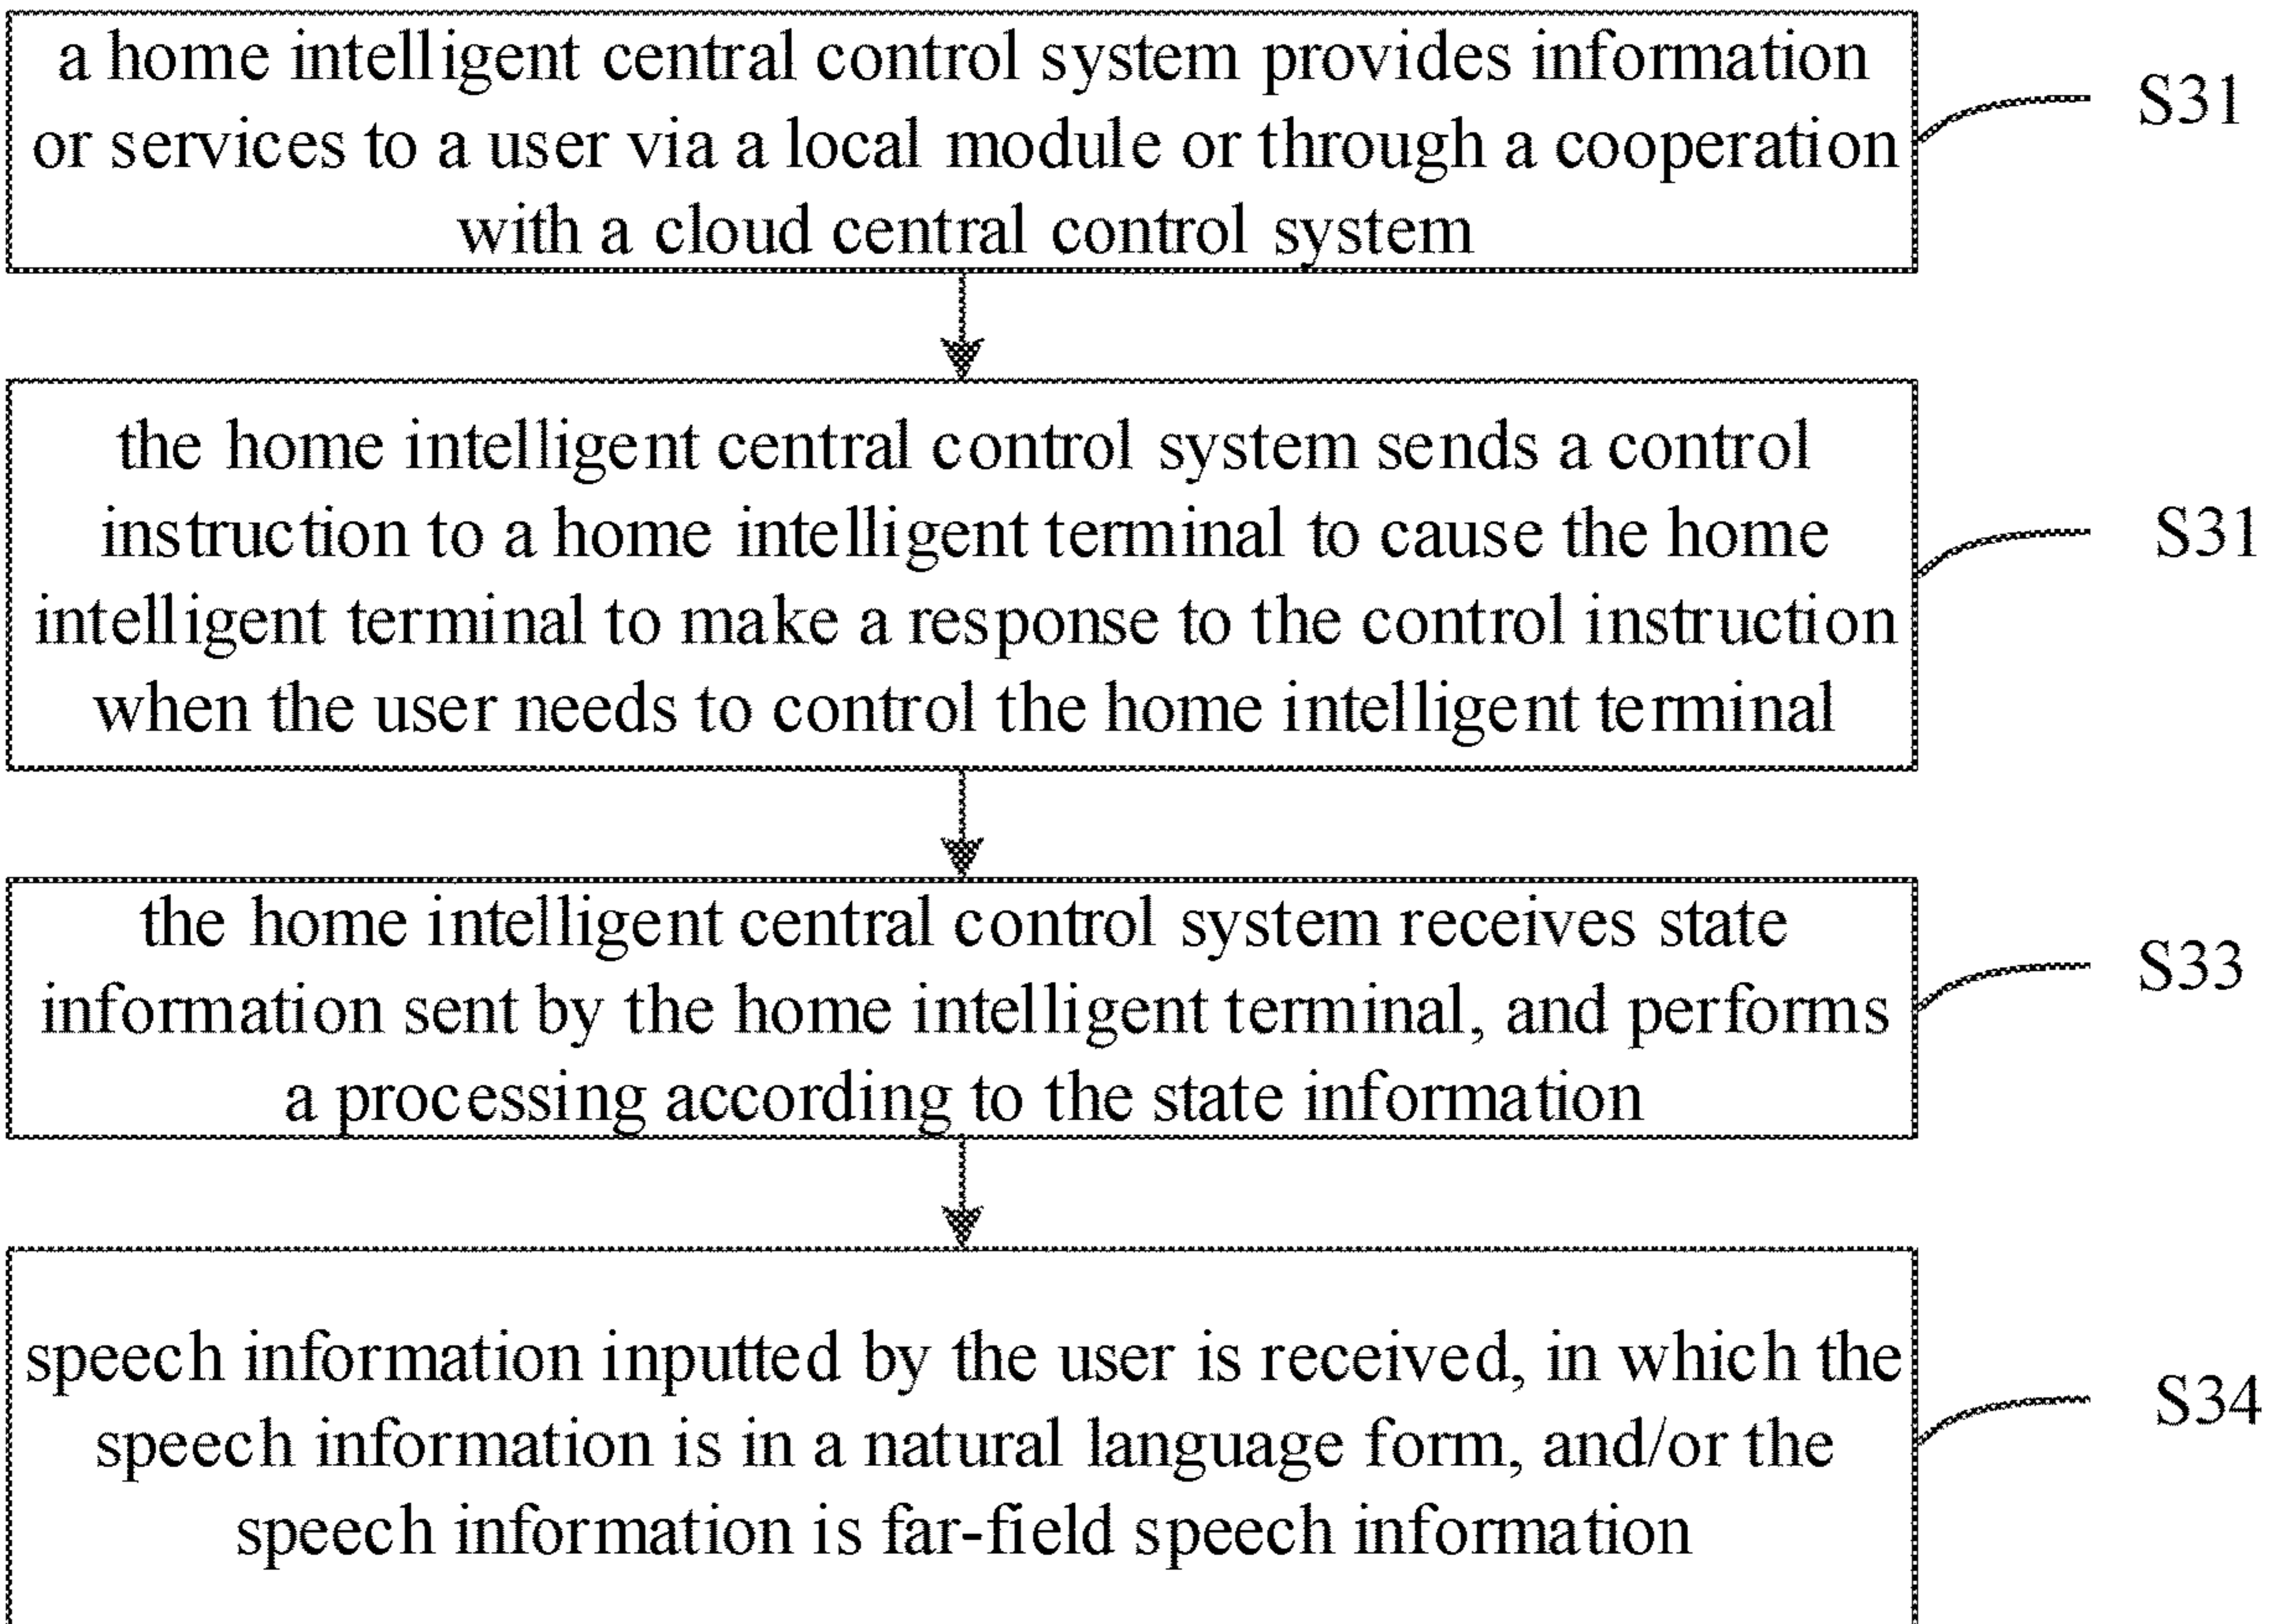 a home intelligent central control system provides information
or services to a user via a local module or through a cooperation
with a cloud central control system
S31
the home intelligent central control system sends a control
instruction to a home intelligent terminal to cause the home
intelligent terminal to make a response to the control instruction
when the user needs to control the home intelligent terminal
S31
the home intelligent central control system receives state
information sent by the home intelligent terminal, and performs
a processing according to the state information
S33
speech information inputted by the user is received, in which the
speech information is in a natural language form, and/or the
speech information is far-field speech information
S34